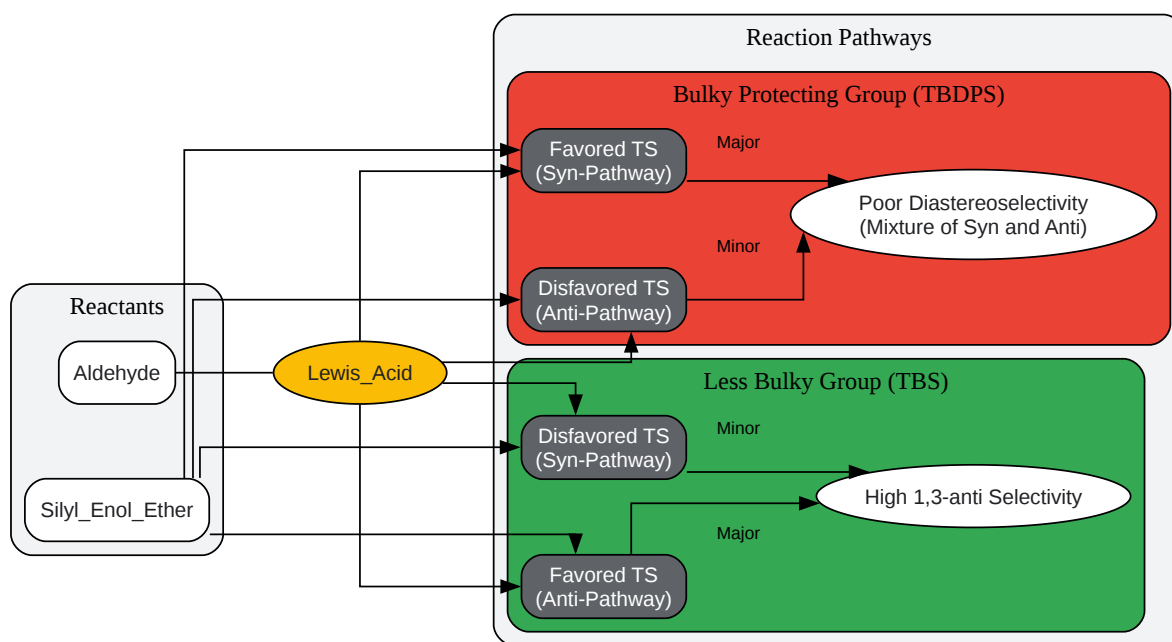 Reaction Pathways
Bulky Protecting Group (TBDPS)
Favored TS
(Syn-Pathway)
Major
Poor Diastereoselectivity
(Mixture of Syn and Anti)
Minor
Disfavored TS
(Anti-Pathway)
Reactants
Aldehyde
Lewis_Acid
Silyl_Enol_Ether
Less Bulky Group (TBS)
Disfavored TS
(Syn-Pathway)
Minor
High 1,3-anti Selectivity
Major
Favored TS
(Anti-Pathway)